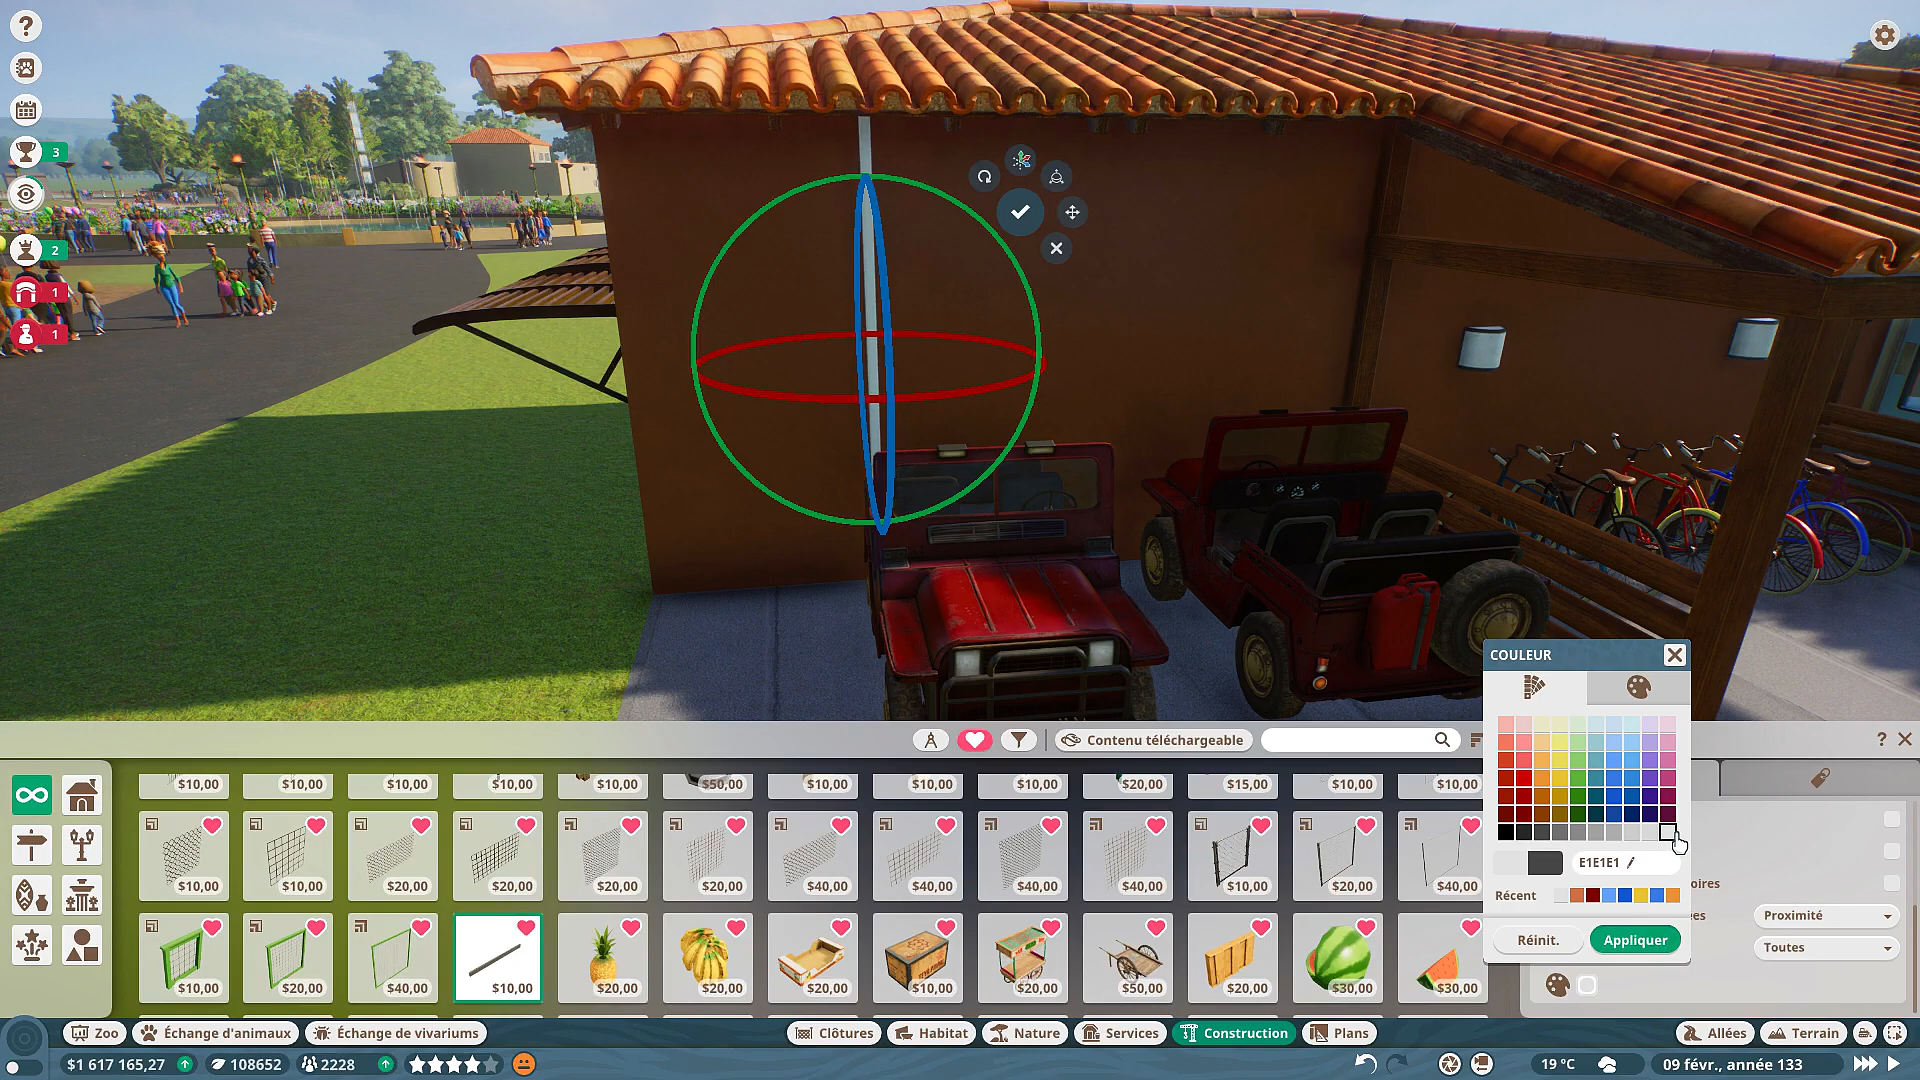 3
2
1
1
COULEUR
Contenu téléchargeable
? ×
$10,00 $10,00 $10,00 $10,00 $10,00 $50,00 $10,00 $10,00 $10,00 $20,00 $15,00 $10,00 $10,00
$10,00 $10,00 $20,00 $20,00 $20,00 $20,00 $40,00 $40,00 $40,00 $40,00 $10,00 $20,00 $40,00
E1E1E1
oires
Récent
es Proximité
$10,00 $20,00 $40,00 $10,00 $20,00 $20,00 $20,00 $10,00 $20,00 $50,00 $20,00 $30,00 $30,00
Réinit. Appliquer
Toutes
Zoo Échange d'animaux Échange de vivariums Clôtures Habitat Nature Services Construction Plans Allées Terrain
$1 617 165,27 108652 2228 19 °C 09 févr., année 133